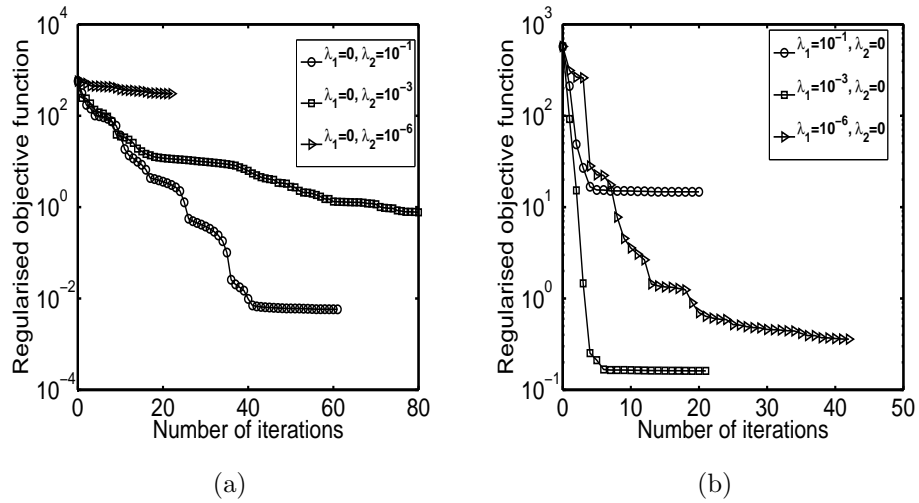 10^4
10^2
10^0
10^−2
10^−4
0
20
40
60
80
Regularised objective function
Number of iterations
λ_1=0, λ_2=10^−1
λ_1=0, λ_2=10^−3
λ_1=0, λ_2=10^−6
(a)
10^3
10^2
10^1
10^0
10^−1
0
10
20
30
40
50
Regularised objective function
Number of iterations
λ_1=10^−1, λ_2=0
λ_1=10^−3, λ_2=0
λ_1=10^−6, λ_2=0
(b)